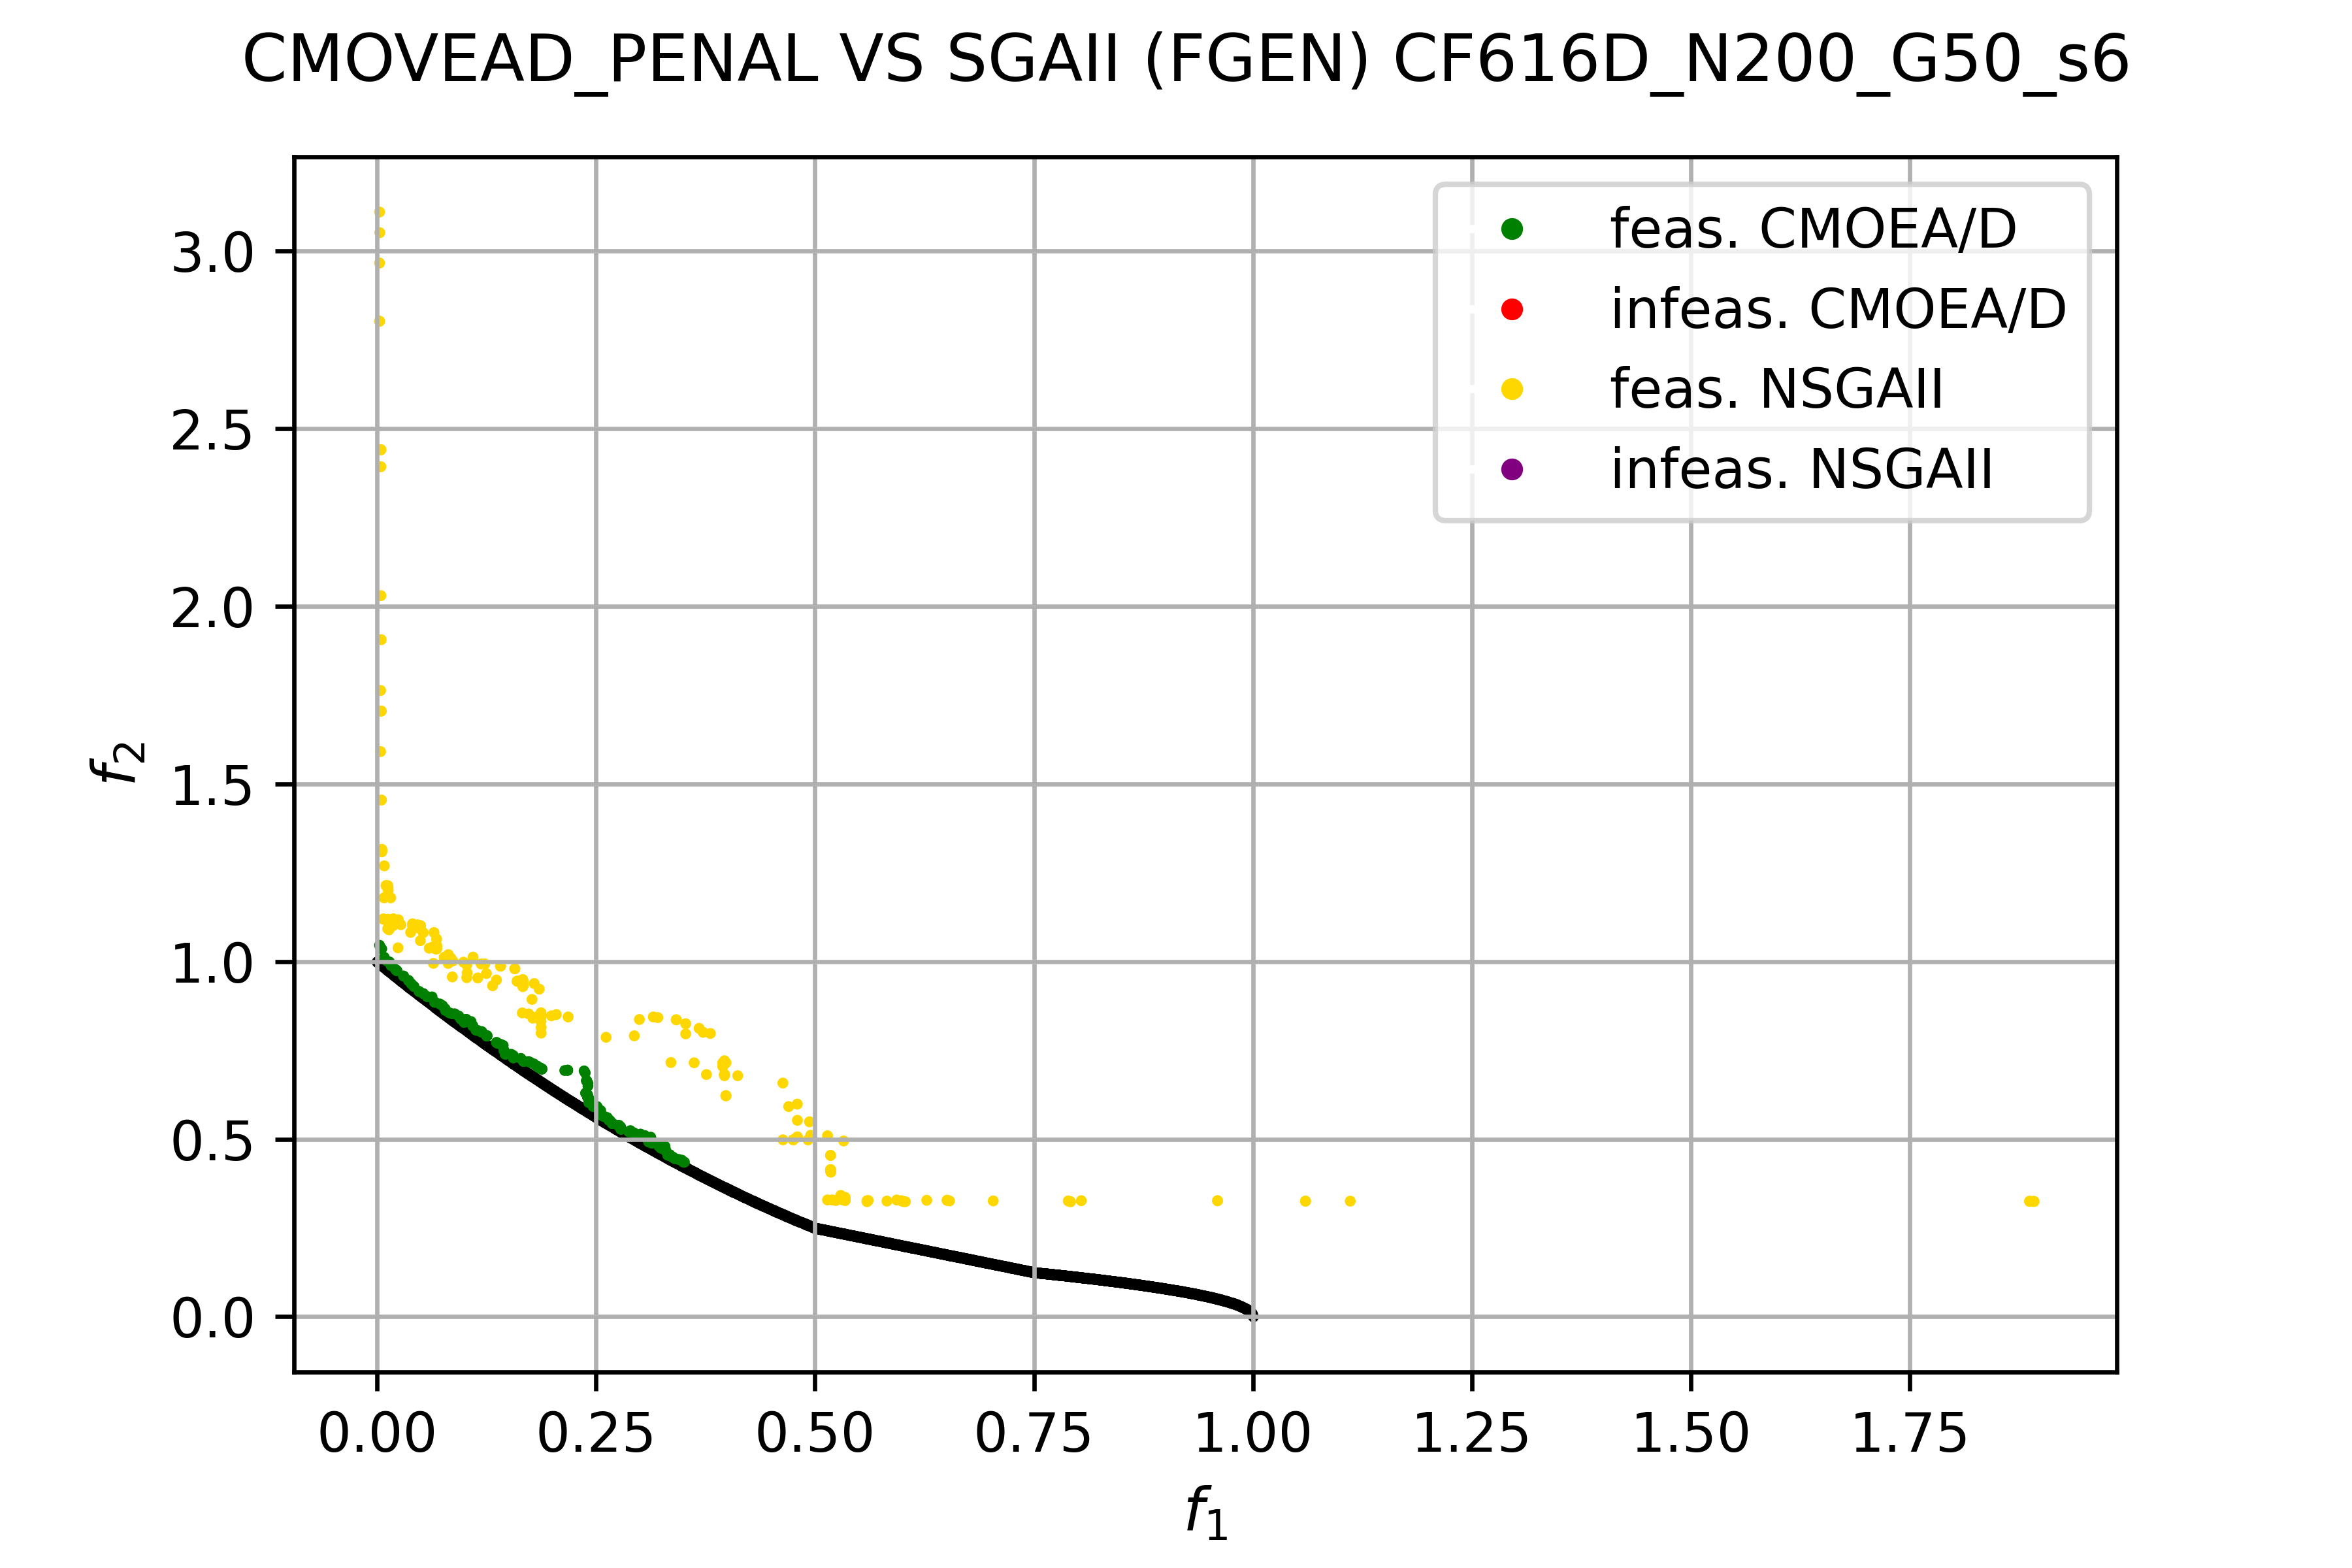 CMOVEAD_PENAL VS SGAII (FGEN) CF616D_N200_G50_s6
feas. CMOEA/D
infeas. CMOEA/D
feas. NSGAII
infeas. NSGAII
3.0
2.5
2.0
1.5
1.0
0.5
0.0
f2
0.00 0.25 0.50 0.75 1.00 1.25 1.50 1.75
f1